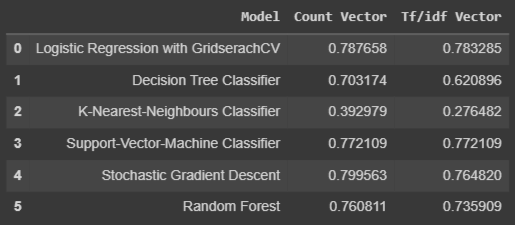 Model Count Vector Tf/idf Vector
0 Logistic Regression with GridserachCV 0.787658 0.783285
1 Decision Tree Classifier 0.703174 0.620896
2 K-Nearest-Neighbours Classifier 0.392979 0.276482
3 Support-Vector-Machine Classifier 0.772109 0.772109
4 Stochastic Gradient Descent 0.799563 0.764820
5 Random Forest 0.760811 0.735909